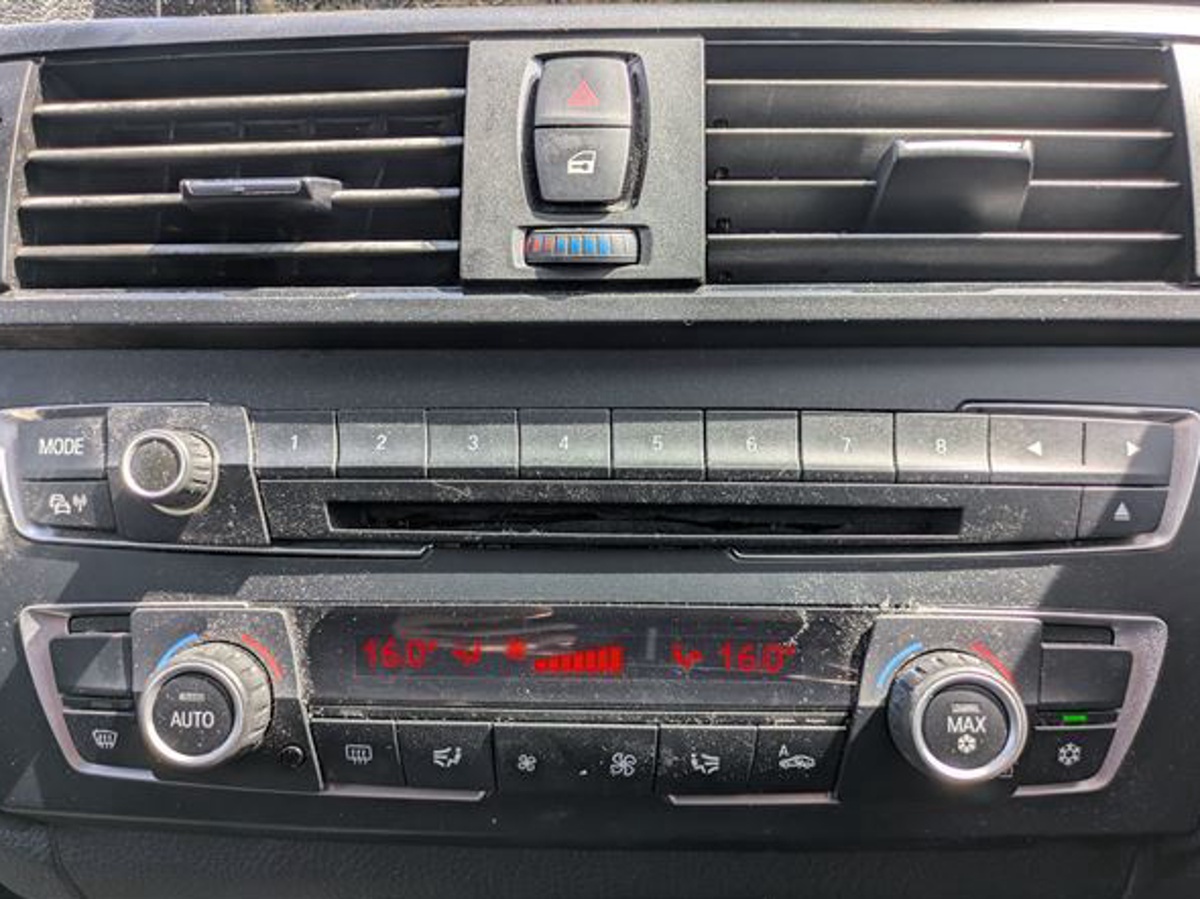 MODE 1 2 3 4 5 6 7 8
16.0° 16.0°
AUTO MAX
A